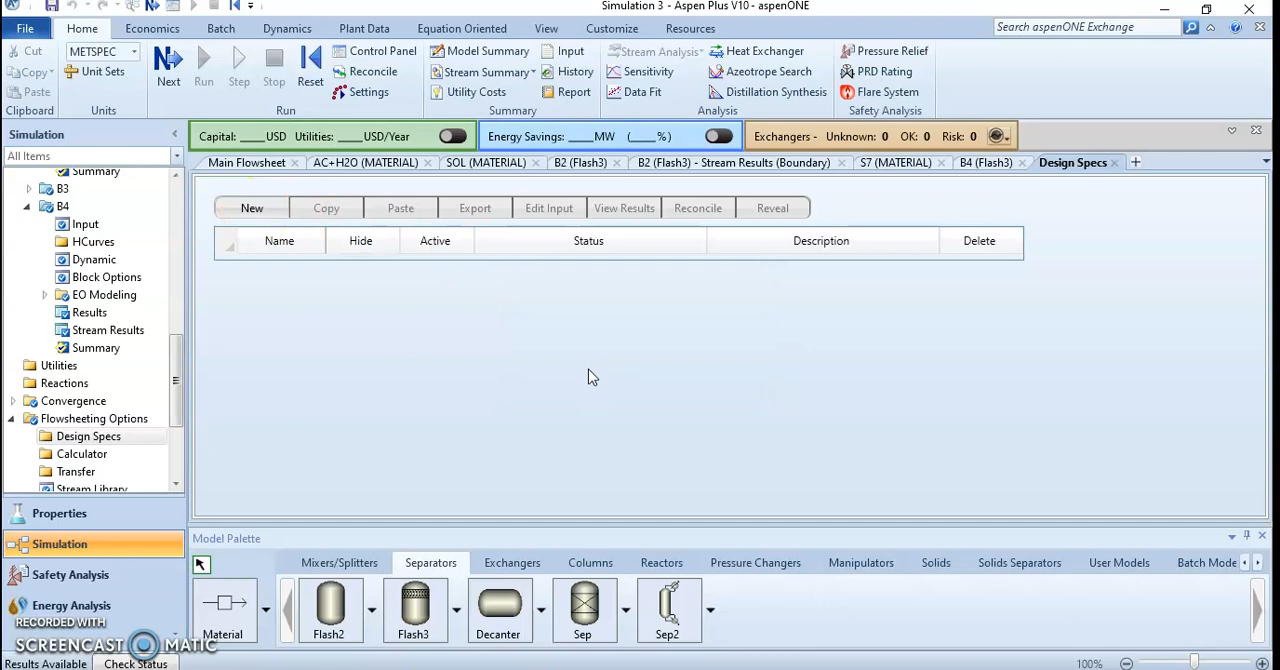 Simulation 3 - Aspen Plus V10 - aspenONE
File Home Economics Batch Dynamics Plant Data Equation Oriented View Customize Resources Search aspenONE Exchange
Cut METSPEC Control Panel Model Summary Input Stream Analysis Heat Exchanger Pressure Relief
Copy Unit Sets Next Run Step Stop Reset Reconcile Stream Summary History Sensitivity Azeotrope Search PRD Rating
Paste Settings Utility Costs Report Data Fit Distillation Synthesis Flare System
Clipboard Units Run Summary Analysis Safety Analysis
Simulation
Capital: ____USD Utilities: ____USD/Year Energy Savings: ____MW (____%) Exchangers - Unknown: 0 OK: 0 Risk: 0
All Items
Main Flowsheet AC+H2O (MATERIAL) SOL (MATERIAL) B2 (Flash3) B2 (Flash3) - Stream Results (Boundary) S7 (MATERIAL) B4 (Flash3) Design Specs
Summary
B3
B4
Input
HCurves
Dynamic
Block Options
EO Modeling
Results
Stream Results
Summary
Utilities
Reactions
Convergence
Flowsheeting Options
Design Specs
Calculator
Transfer
Stream Library
New Copy Paste Export Edit Input View Results Reconcile Reveal
Name Hide Active Status Description Delete
Properties
Simulation
Safety Analysis
Energy Analysis
RECORDED WITH
SCREENCAST MATIC
Model Palette
Mixers/Splitters Separators Exchangers Columns Reactors Pressure Changers Manipulators Solids Solids Separators User Models Batch Mode
Material Flash2 Flash3 Decanter Sep Sep2
Results Available Check Status 100%